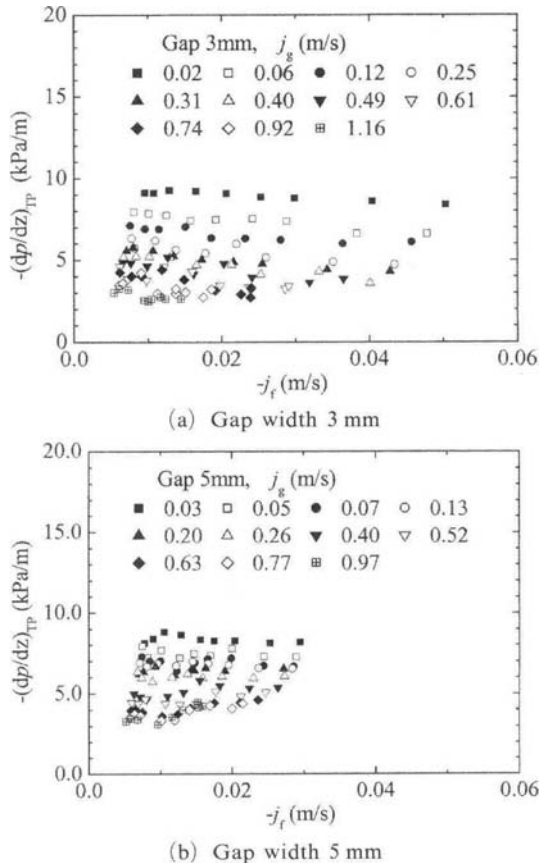 20
Gap 3mm, jg (m/s)
0.02 0.06 0.12 0.25
0.31 0.40 0.49 0.61
0.74 0.92 1.16
15
10
5
0
-(dp/dz)TP (kPa/m)
0.0 0.02 0.04 0.06
-jf (m/s)
(a) Gap width 3 mm
20.0
Gap 5mm, jg (m/s)
0.03 0.05 0.07 0.13
0.20 0.26 0.40 0.52
0.63 0.77 0.97
15.0
10.0
5.0
0.0
-(dp/dz)TP (kPa/m)
0.0 0.02 0.04 0.06
-jf (m/s)
(b) Gap width 5 mm